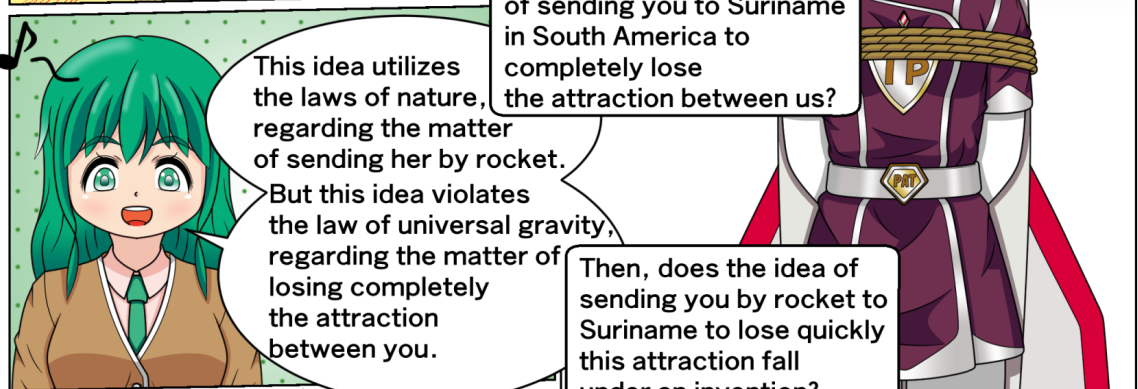 of sending you to Suriname
in South America to
completely lose
the attraction between us?
IP
PAT
This idea utilizes
the laws of nature,
regarding the matter
of sending her by rocket.
But this idea violates
the law of universal gravity,
regarding the matter of
losing completely
the attraction
between you.
Then, does the idea of
sending you by rocket to
Suriname to lose quickly
this attraction fall
under an invention?